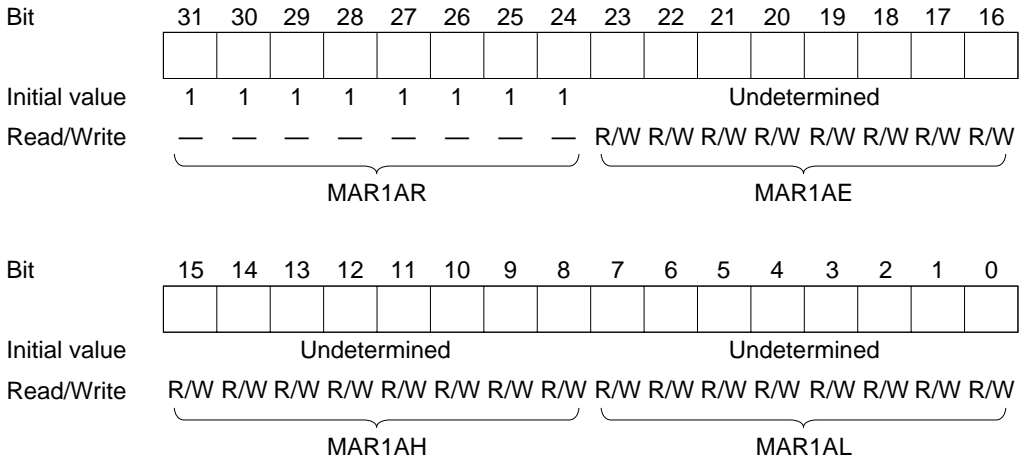 Bit 31 30 29 28 27 26 25 24 23 22 21 20 19 18 17 16
Initial value 1 1 1 1 1 1 1 1 Undetermined
Read/Write — — — — — — — — R/W R/W R/W R/W R/W R/W R/W R/W
MAR1AR MAR1AE
Bit 15 14 13 12 11 10 9 8 7 6 5 4 3 2 1 0
Initial value Undetermined Undetermined
Read/Write R/W R/W R/W R/W R/W R/W R/W R/W R/W R/W R/W R/W R/W R/W R/W R/W
MAR1AH MAR1AL